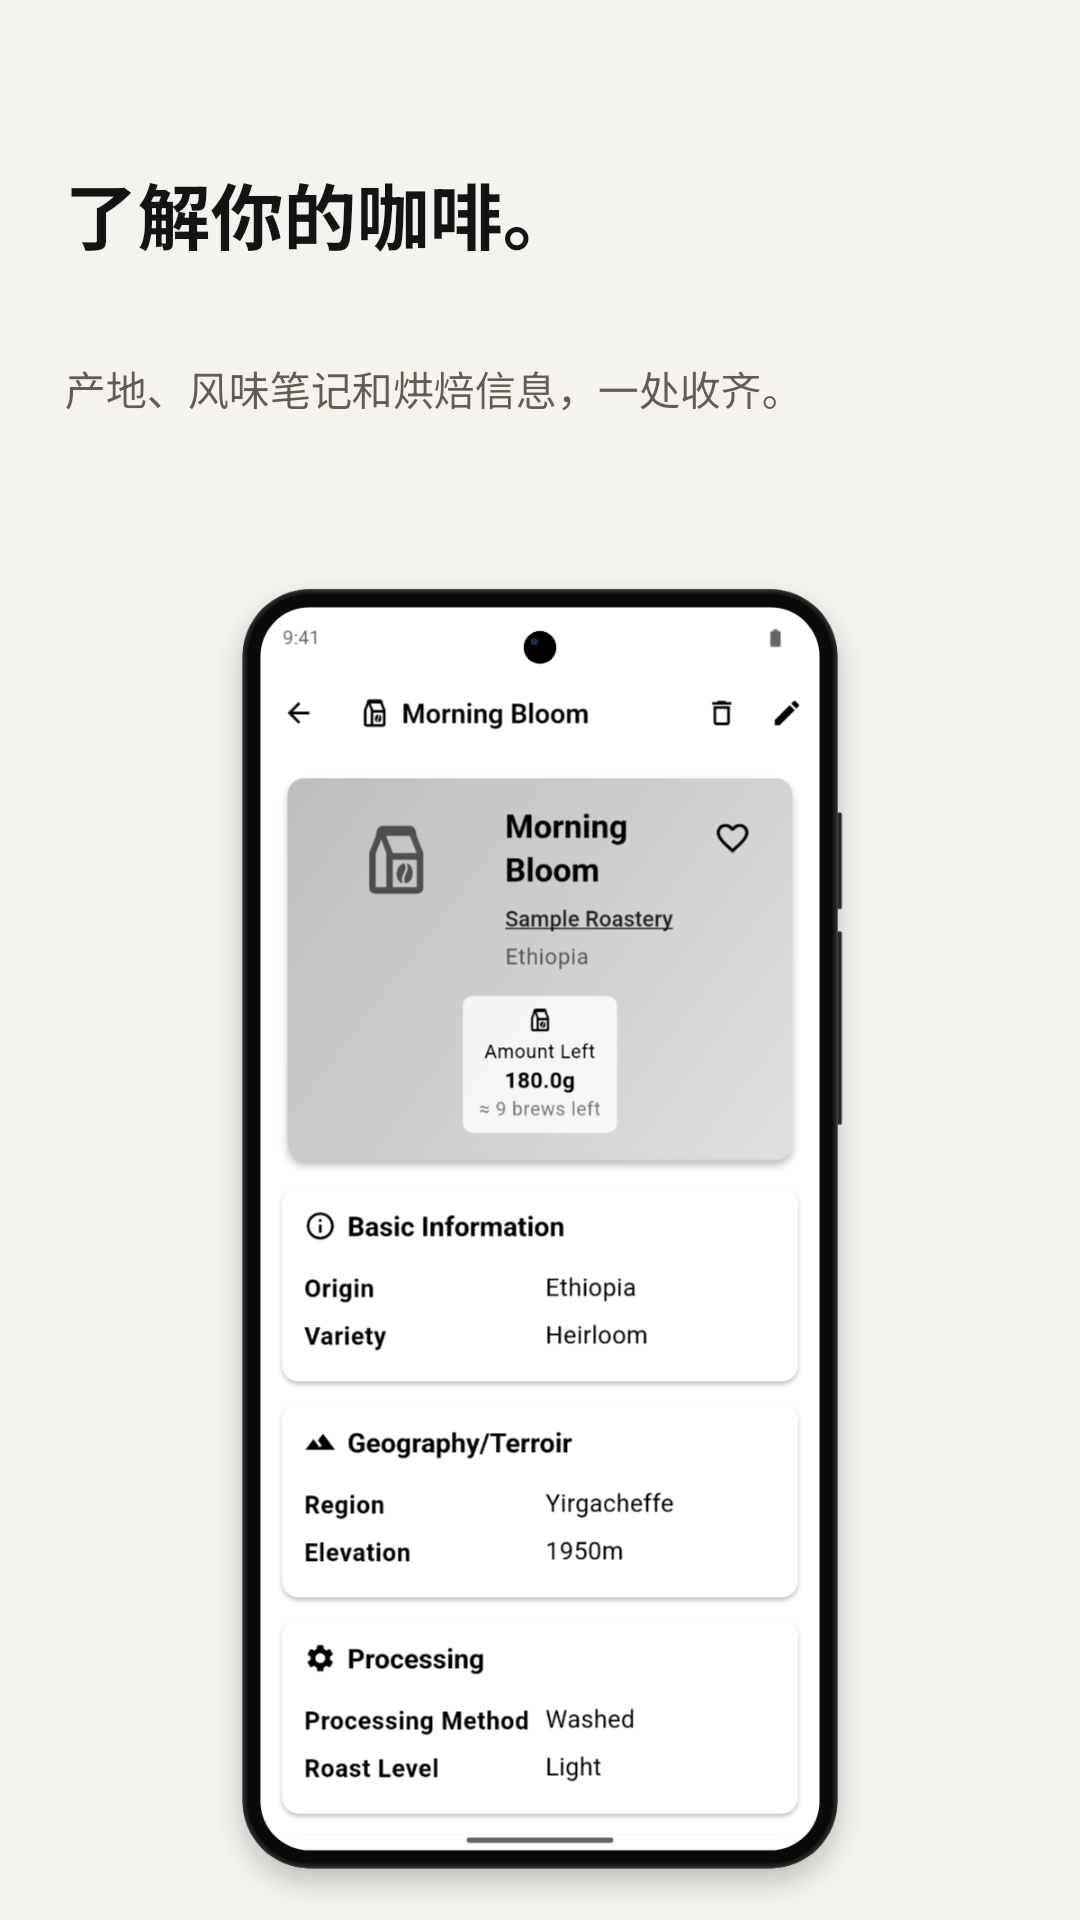 了解你的咖啡。
产地、风味笔记和烘焙信息，一处收齐。
9:41
Morning Bloom
Morning
Bloom
Sample Roastery
Ethiopia
Amount Left
180.0g
≈ 9 brews left
Basic Information
Origin Ethiopia
Variety Heirloom
Geography/Terroir
Region Yirgacheffe
Elevation 1950m
Processing
Processing Method Washed
Roast Level Light